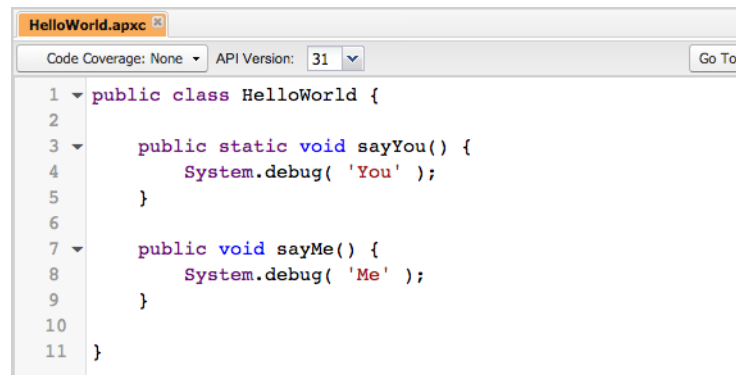 HelloWorld.apxc
Code Coverage: None API Version: 31 Go To
1 public class HelloWorld {
2
3 public static void sayYou() {
4 System.debug( 'You' );
5 }
6
7 public void sayMe() {
8 System.debug( 'Me' );
9 }
10
11 }